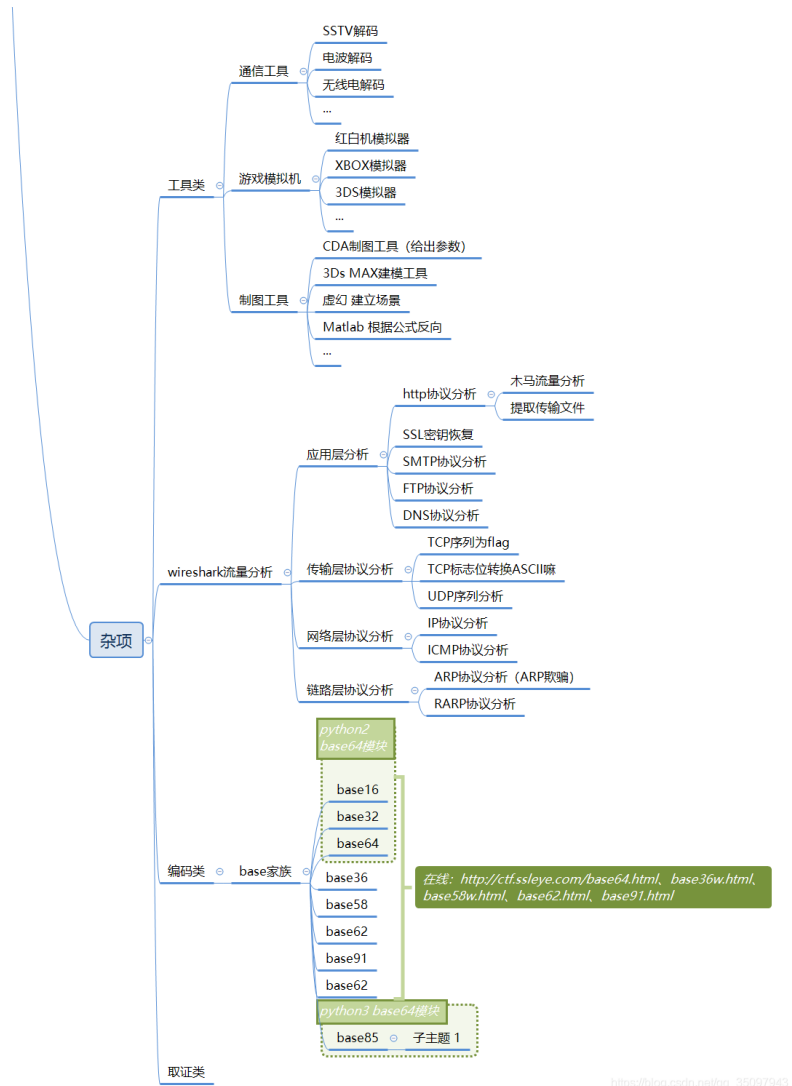 SSTV解码
通信工具
电波解码
无线电解码
...
红白机模拟器
工具类
游戏模拟机
XBOX模拟器
3DS模拟器
...
CDA制图工具（给出参数）
3Ds MAX建模工具
制图工具
虚幻 建立场景
Matlab 根据公式反向
...
木马流量分析
http协议分析
提取传输文件
应用层分析
SSL密钥恢复
SMTP协议分析
FTP协议分析
DNS协议分析
TCP序列为flag
wireshark流量分析
传输层协议分析
TCP标志位转换ASCII嘛
UDP序列分析
杂项
网络层协议分析
IP协议分析
ICMP协议分析
链路层协议分析
ARP协议分析（ARP欺骗）
RARP协议分析
python2
base64模块
base16
base32
base64
编码类
base家族
base36
base58
base62
base91
base62
在线：http://ctf.ssleye.com/base64.html、base36w.html、
base58w.html、base62.html、base91.html
python3 base64模块
base85
子主题 1
取证类
https://blog.csdn.net/qq_35097943